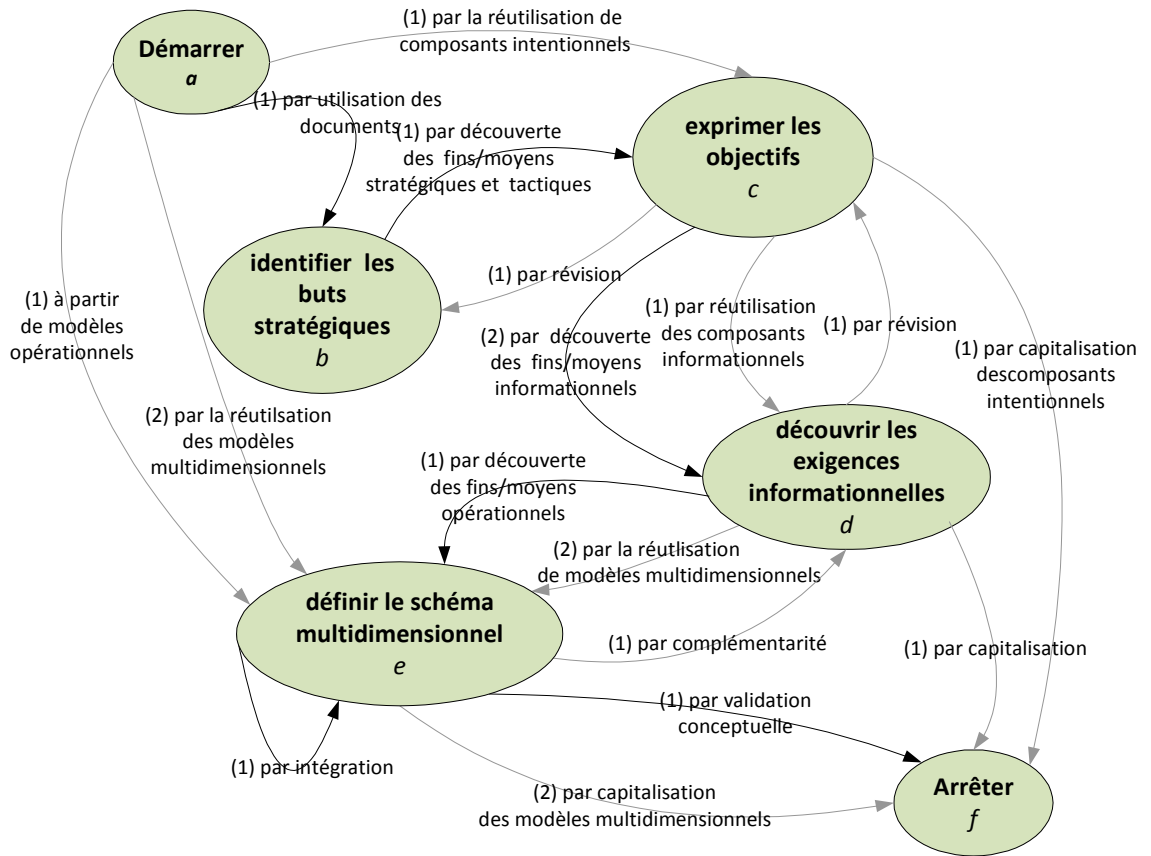 (1) par la réutilisation de
composants intentionnels
Démarrer
a
(1) par utilisation des
documents
(1) par découverte
des fins/moyens
stratégiques et tactiques
exprimer les
objectifs
c
identifier les
buts
stratégiques
b
(1) par révision
(1) à partir
de modèles
opérationnels
(2) par découverte
des fins/moyens
informationnels
(1) par réutilisation
des composants
informationnels
(1) par révision
(1) par capitalisation
descomposants
intentionnels
(2) par la réutilsation
des modèles
multidimensionnels
découvrir les
exigences
informationnelles
d
(1) par découverte
des fins/moyens
opérationnels
(2) par la réutlisation
de modèles multidimensionnels
définir le schéma
multidimensionnel
e
(1) par complémentarité
(1) par capitalisation
(1) par validation
conceptuelle
(1) par intégration
(2) par capitalisation
des modèles multidimensionnels
Arrêter
f